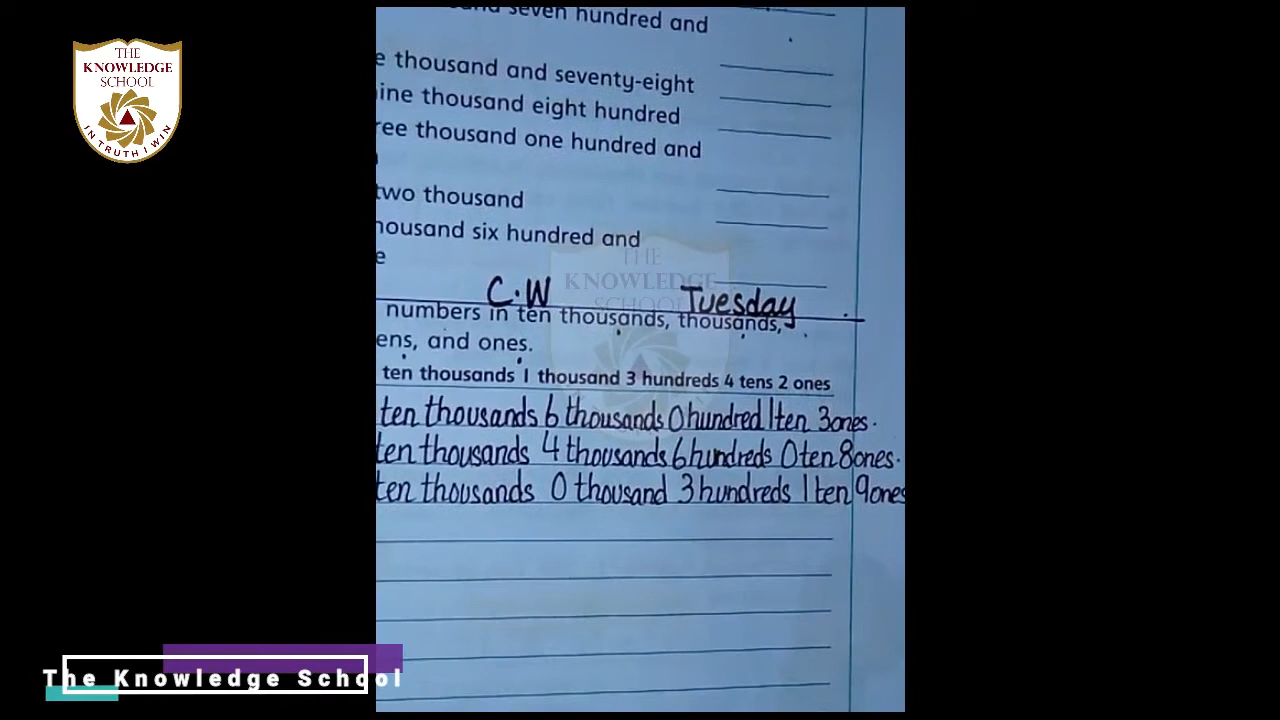 THE
KNOWLEDGE
SCHOOL
IN TRUTH I WIN
seven hundred and
thousand and seventy-eight
thousand eight hundred
thousand one hundred and
two thousand
six hundred and
THE
KNOWLEDGE
SCHOOL
C.W Tuesday
numbers in ten thousands, thousands,
and ones.
ten thousands 1 thousand 3 hundreds 4 tens 2 ones
ten thousands 6 thousands 0 hundred 1 ten 3 ones.
ten thousands 4 thousands 6 hundreds 0 ten 8 ones.
ten thousands 0 thousand 3 hundreds 1 ten 9 ones
The Knowledge School